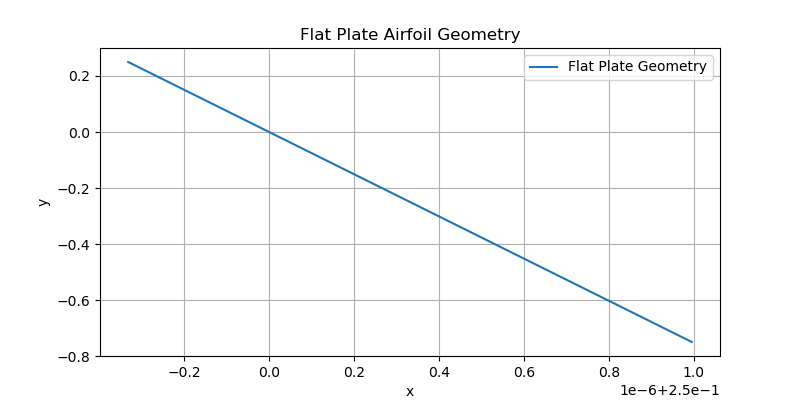 Flat Plate Airfoil Geometry
Flat Plate Geometry
0.2
0.0
−0.2
−0.4
−0.6
−0.8
y
−0.2 0.0 0.2 0.4 0.6 0.8 1.0
1e−6+2.5e−1
x